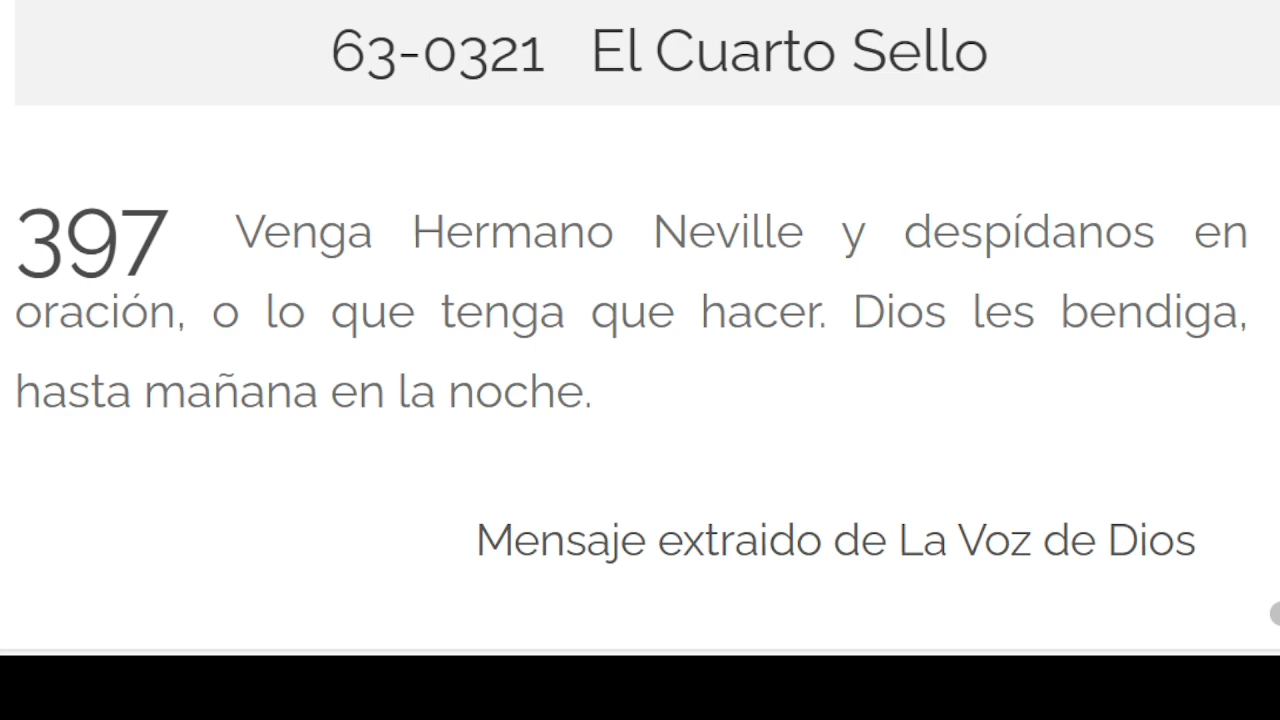 63-0321 El Cuarto Sello
397 Venga Hermano Neville y despídanos en
oración, o lo que tenga que hacer. Dios les bendiga,
hasta mañana en la noche.
Mensaje extraido de La Voz de Dios